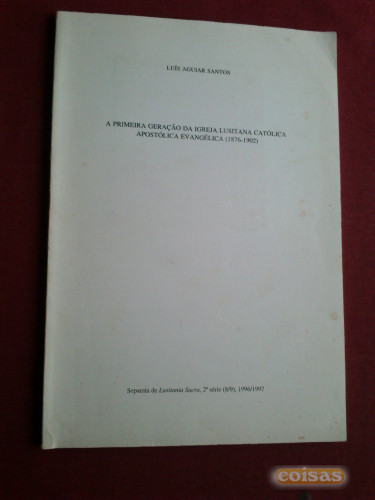 LUÍS AGUIAR SANTOS
A PRIMEIRA GERAÇÃO DA IGREJA LUSITANA CATÓLICA
APOSTÓLICA EVANGÉLICA (1876-1902)
Separata de Lusitania Sacra, 2ª série (8/9), 1996/1997
coisas